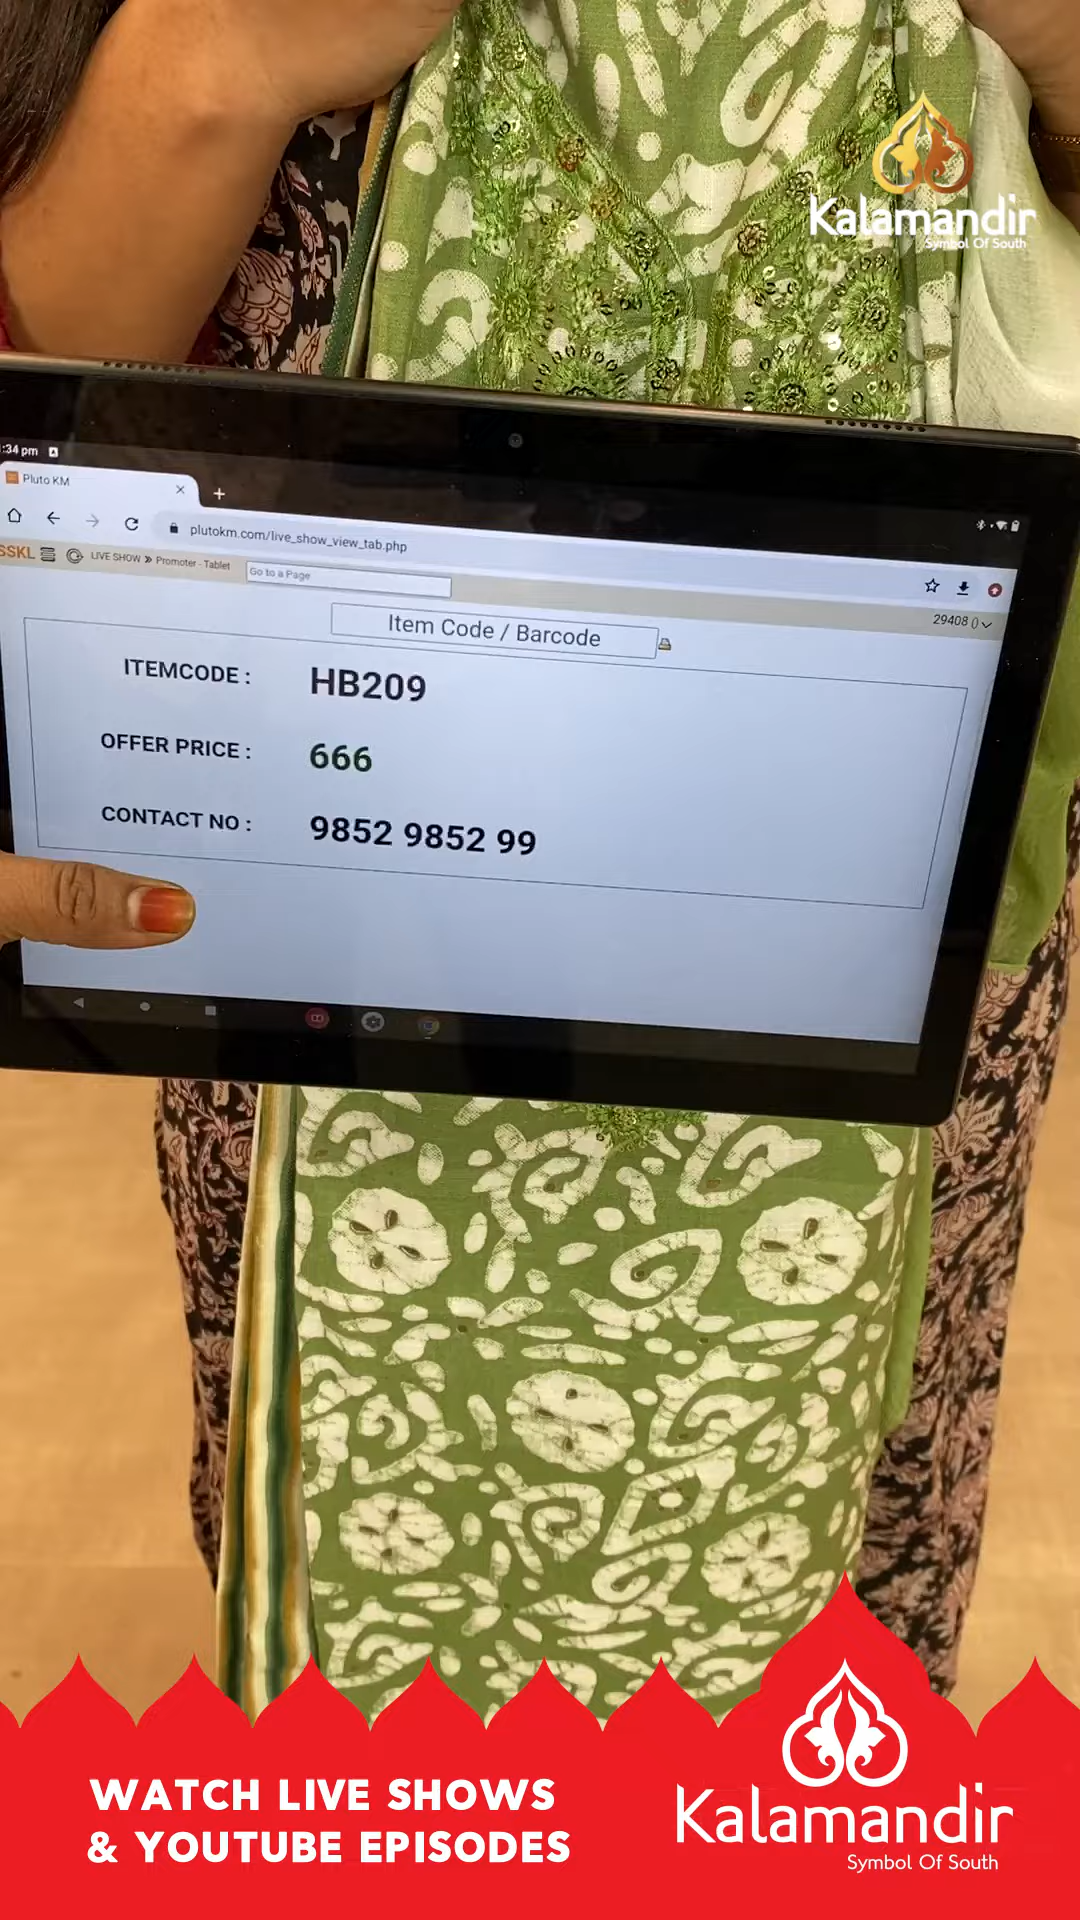 Kalamandir
Symbol Of South
:34 pm
Pluto KM
plutokm.com/live_show_view_tab.php
SSKL LIVE SHOW » Promoter - Tablet Go to a Page
29408 ()
Item Code / Barcode
ITEMCODE : HB209
OFFER PRICE : 666
CONTACT NO : 9852 9852 99
WATCH LIVE SHOWS
& YOUTUBE EPISODES
Kalamandir
Symbol Of South